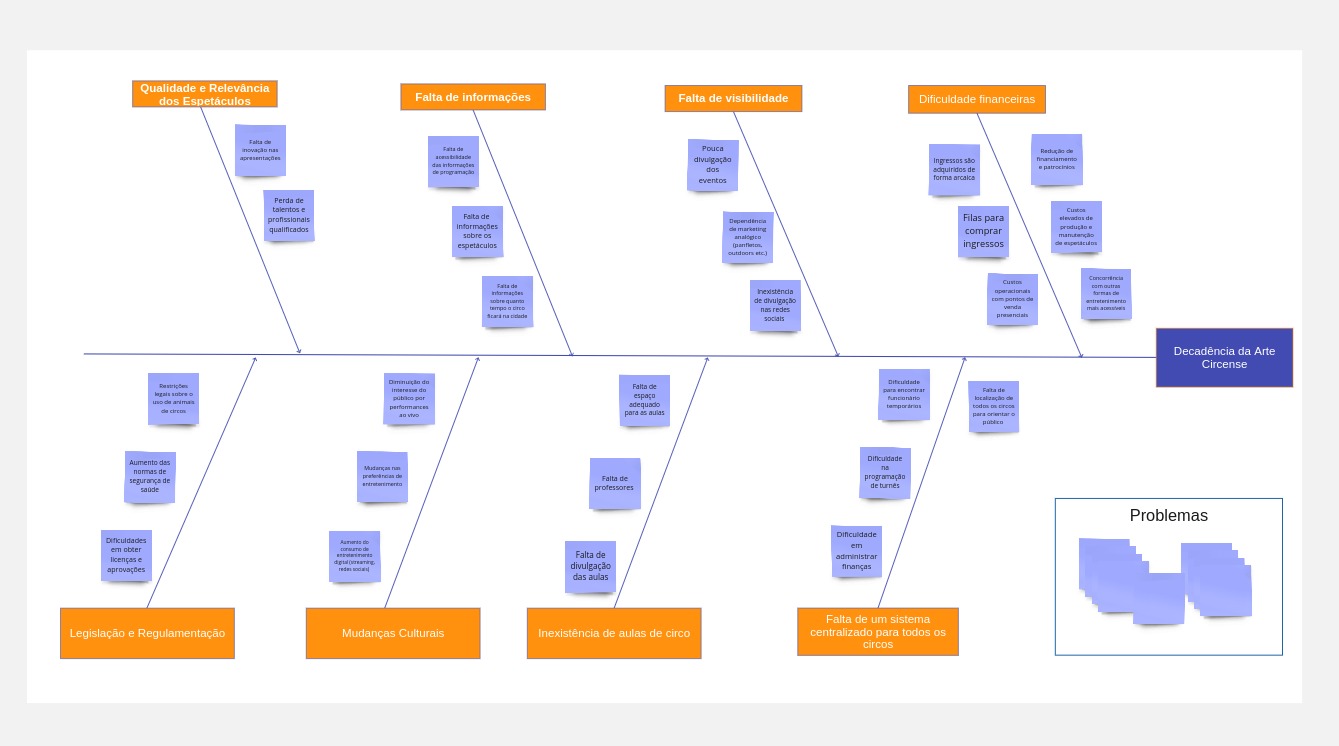 Qualidade e Relevância
dos Espetáculos
Falta de
inovação nas
apresentações
Perda de
talentos e
profissionais
qualificados
Falta de informações
Falta de
acessibilidade
das informações
de programação
Falta de
informações
sobre os
espetáculos
Falta de
informações
sobre quanto
tempo o circo
ficará na cidade
Falta de visibilidade
Pouca
divulgação
dos
eventos
Dependência
de marketing
analógico
(panfletos,
outdoors etc.)
Inexistência
de divulgação
nas redes
sociais
Dificuldade financeiras
Ingressos são
adquiridos de
forma arcaica
Filas para
comprar
ingressos
Custos
operacionais
com pontos de
venda
presenciais
Redução de
financiamento
e patrocínios
Custos
elevados de
produção e
manutenção
de espetáculos
Concorrência
com outras
formas de
entretenimento
mais acessíveis
Decadência da Arte
Circense
Restrições
legais sobre o
uso de animais
de circos
Aumento das
normas de
segurança de
saúde
Dificuldades
em obter
licenças e
aprovações
Legislação e Regulamentação
Diminuição do
interesse do
público por
performances
ao vivo
Mudanças nas
preferências de
entretenimento
Aumento do
consumo de
entretenimento
digital (streaming,
redes sociais)
Mudanças Culturais
Falta de
espaço
adequado
para as aulas
Falta de
professores
Falta de
divulgação
das aulas
Inexistência de aulas de circo
Dificuldade
para encontrar
funcionário
temporários
Dificuldade
na
programação
de turnês
Dificuldade
em
administrar
finanças
Falta de
localização de
todos os circos
para orientar o
público
Falta de um sistema
centralizado para todos os
circos
Problemas